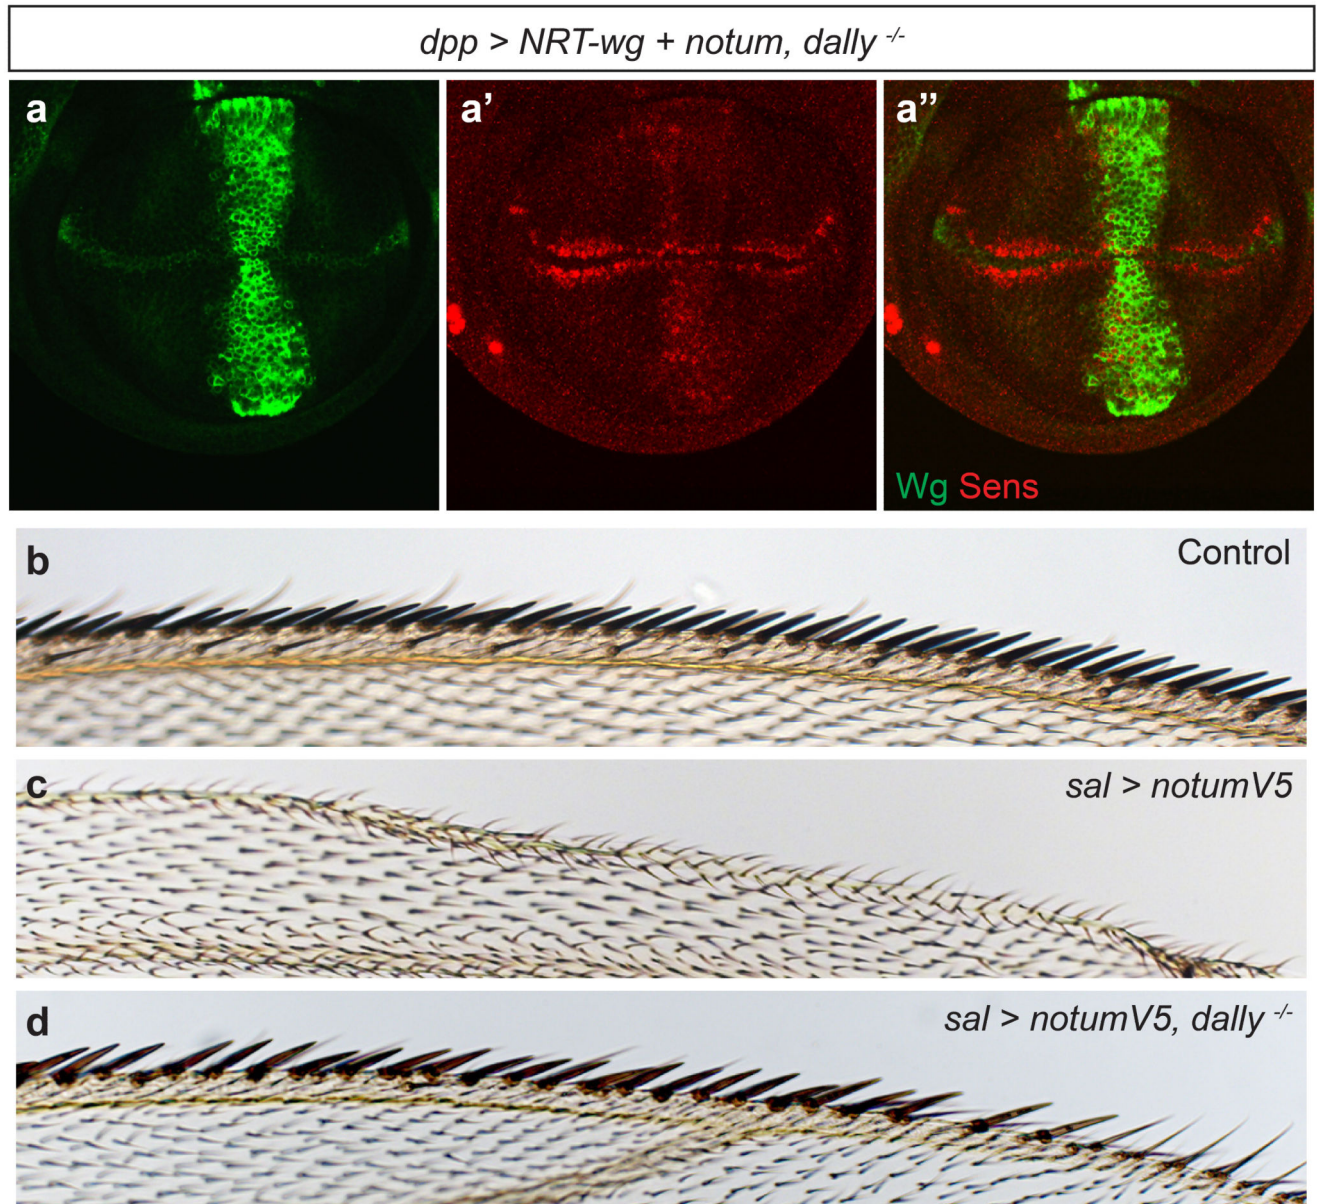 dpp > NRT-wg + notum, dally -/-
a
a'
a''
Wg Sens
b
Control
c
sal > notumV5
d
sal > notumV5, dally -/-